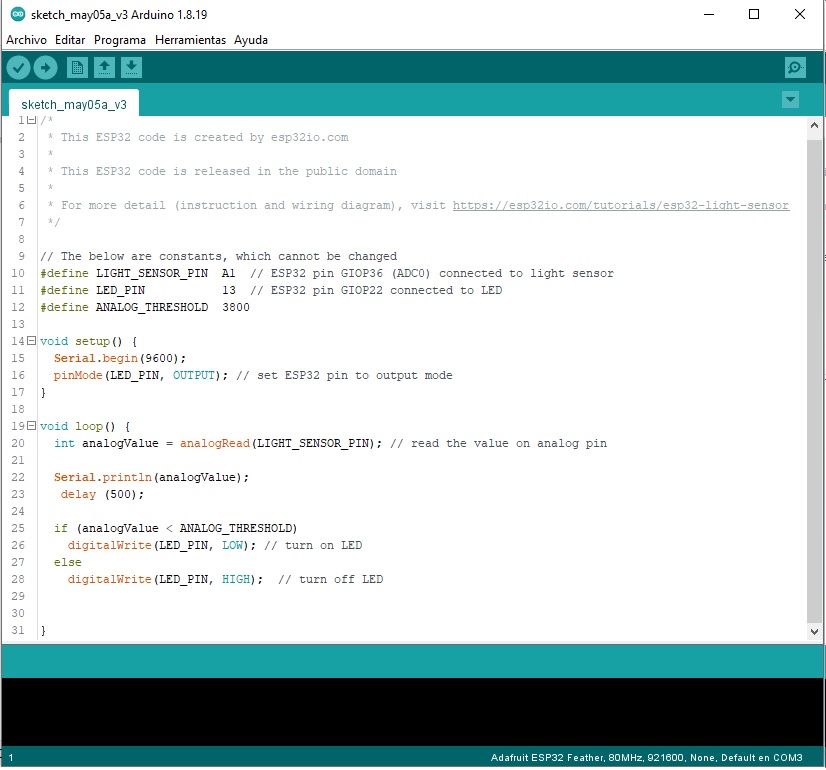 sketch_may05a_v3 Arduino 1.8.19
Archivo Editar Programa Herramientas Ayuda
sketch_may05a_v3
1 /*
2  * This ESP32 code is created by esp32io.com
3  *
4  * This ESP32 code is released in the public domain
5  *
6  * For more detail (instruction and wiring diagram), visit https://esp32io.com/tutorials/esp32-light-sensor
7  */
8
9 // The below are constants, which cannot be changed
10 #define LIGHT_SENSOR_PIN  A1  // ESP32 pin GIOP36 (ADC0) connected to light sensor
11 #define LED_PIN           13  // ESP32 pin GIOP22 connected to LED
12 #define ANALOG_THRESHOLD  3800
13
14 void setup() {
15   Serial.begin(9600);
16   pinMode(LED_PIN, OUTPUT); // set ESP32 pin to output mode
17 }
18
19 void loop() {
20   int analogValue = analogRead(LIGHT_SENSOR_PIN); // read the value on analog pin
21
22   Serial.println(analogValue);
23    delay (500);
24
25   if (analogValue < ANALOG_THRESHOLD)
26     digitalWrite(LED_PIN, LOW); // turn on LED
27   else
28     digitalWrite(LED_PIN, HIGH);  // turn off LED
29
30
31 }
1 Adafruit ESP32 Feather, 80MHz, 921600, None, Default en COM3